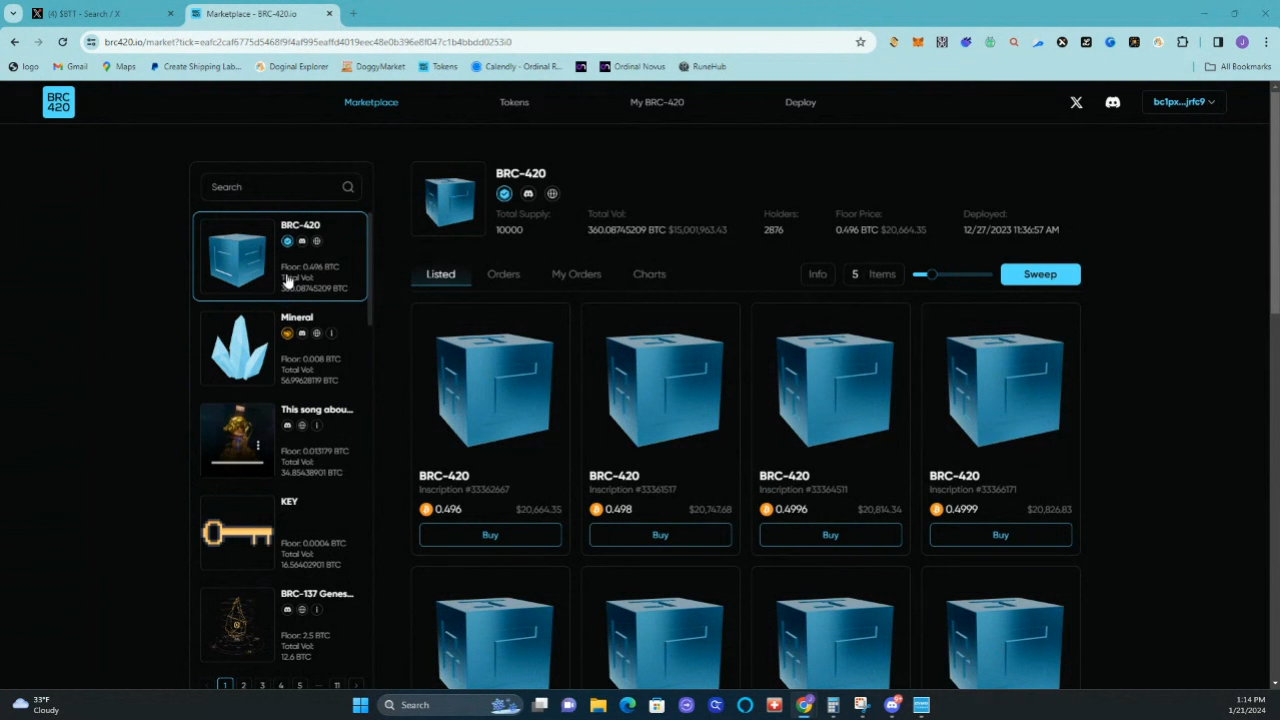 (4) $BTT - Search / X
Marketplace - BRC-420.io
brc420.io/market?tick=eafc2caf6775d5468f9f4af995eaffd4019eec48e0b396e8f047c1b4bbdd0253i0
logo
Gmail
Maps
Create Shipping Lab...
Doginal Explorer
DoggyMarket
Tokens
Calendly - Ordinal R...
Ordinal Novus
RuneHub
All Bookmarks
BRC
420
Marketplace
Tokens
My BRC-420
Deploy
bc1px...jrfc9
Search
BRC-420
Floor: 0.496 BTC
Total Vol:
360.08745209 BTC
Mineral
Floor: 0.008 BTC
Total Vol:
56.99628119 BTC
This song abou...
Floor: 0.013179 BTC
Total Vol:
34.85438901 BTC
KEY
Floor: 0.0004 BTC
Total Vol:
16.56402901 BTC
BRC-137 Genes...
Floor: 2.5 BTC
Total Vol:
12.6 BTC
1 2 3 4 5 ... 11
BRC-420
Total Supply: Total Vol: Holders: Floor Price: Deployed:
10000 360.08745209 BTC $15,001,963.43 2876 0.496 BTC $20,664.35 12/27/2023 11:36:57 AM
Listed Orders My Orders Charts Info 5 Items Sweep
BRC-420 BRC-420 BRC-420 BRC-420
Inscription #33362667 Inscription #33361517 Inscription #33364511 Inscription #33366171
0.496 $20,664.35 0.498 $20,747.68 0.4996 $20,814.34 0.4999 $20,826.83
Buy Buy Buy Buy
33°F
Cloudy
Search
1:14 PM
1/21/2024